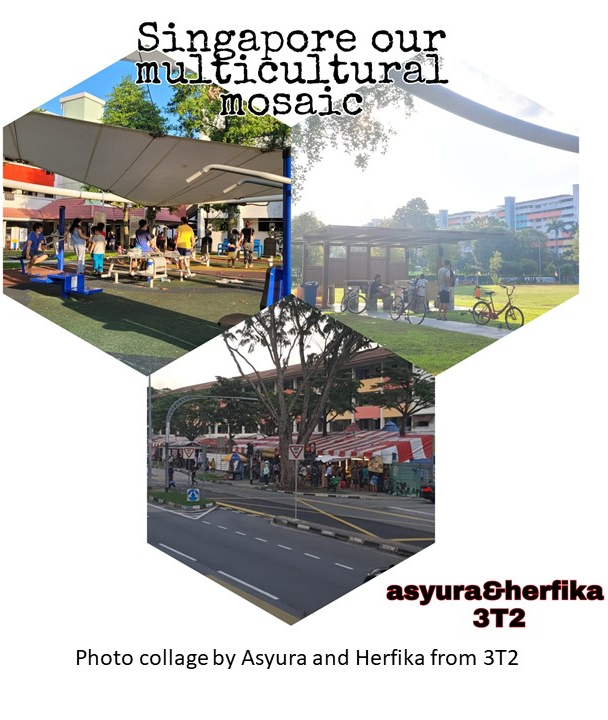 Singapore our
multicultural
mosaic
asyura&herfika
3T2
Photo collage by Asyura and Herfika from 3T2